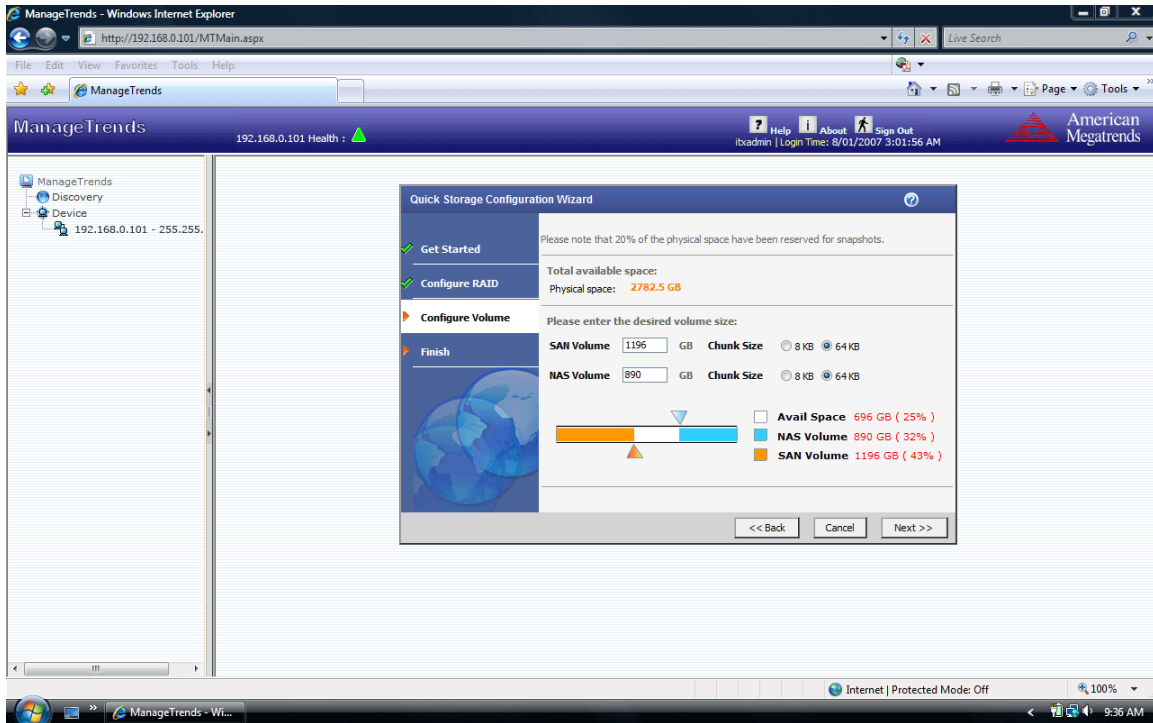 ManageTrends - Windows Internet Explorer
http://192.168.0.101/MTMain.aspx
Live Search
File Edit View Favorites Tools Help
ManageTrends
Page Tools
ManageTrends
192.168.0.101 Health :
Help About Sign Out
itxadmin | Login Time: 8/01/2007 3:01:56 AM
American
Megatrends
ManageTrends
Discovery
Device
192.168.0.101 - 255.255.
Quick Storage Configuration Wizard
Get Started
Configure RAID
Configure Volume
Finish
Please note that 20% of the physical space have been reserved for snapshots.
Total available space:
Physical space: 2782.5 GB
Please enter the desired volume size:
SAN Volume 1196 GB Chunk Size 8 KB 64 KB
NAS Volume 890 GB Chunk Size 8 KB 64 KB
Avail Space 696 GB ( 25% )
NAS Volume 890 GB ( 32% )
SAN Volume 1196 GB ( 43% )
<< Back Cancel Next >>
Internet | Protected Mode: Off
100%
ManageTrends - Wi...
9:36 AM